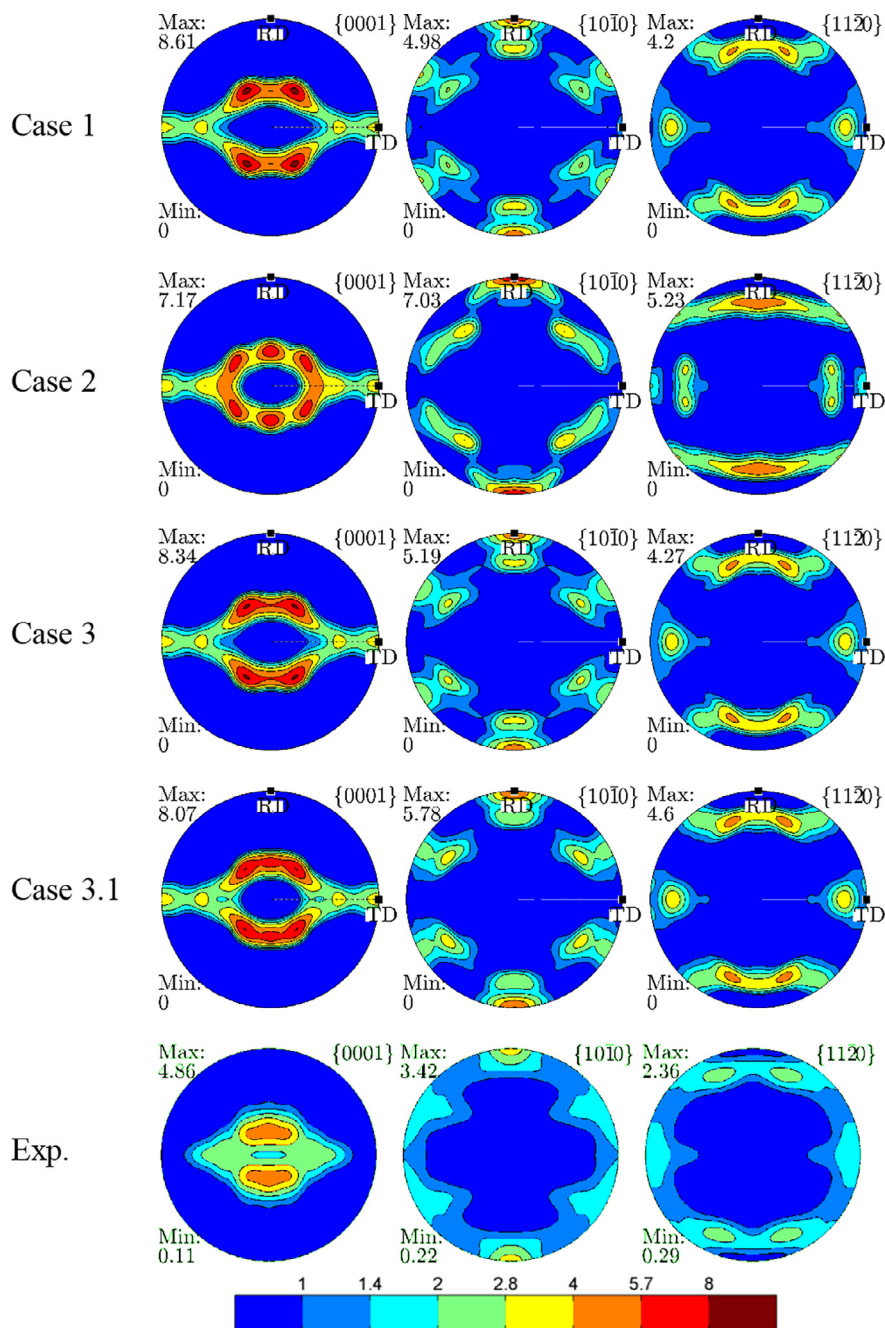 Case 1
Max:
8.61
RD
{0001}
TD
Min:
0
Max:
4.98
RD
{101̄0}
TD
Min:
0
Max:
4.2
RD
{112̄0}
TD
Min:
0
Case 2
Max:
7.17
RD
{0001}
TD
Min:
0
Max:
7.03
RD
{101̄0}
TD
Min:
0
Max:
5.23
RD
{112̄0}
TD
Min:
0
Case 3
Max:
8.34
RD
{0001}
TD
Min:
0
Max:
5.19
RD
{101̄0}
TD
Min:
0
Max:
4.27
RD
{112̄0}
TD
Min:
0
Case 3.1
Max:
8.07
RD
{0001}
TD
Min:
0
Max:
5.78
RD
{101̄0}
TD
Min:
0
Max:
4.6
RD
{112̄0}
TD
Min:
0
Exp.
Max:
4.86
{0001}
Min:
0.11
Max:
3.42
{101̄0}
Min:
0.22
Max:
2.36
{112̄0}
Min:
0.29
1 1.4 2 2.8 4 5.7 8